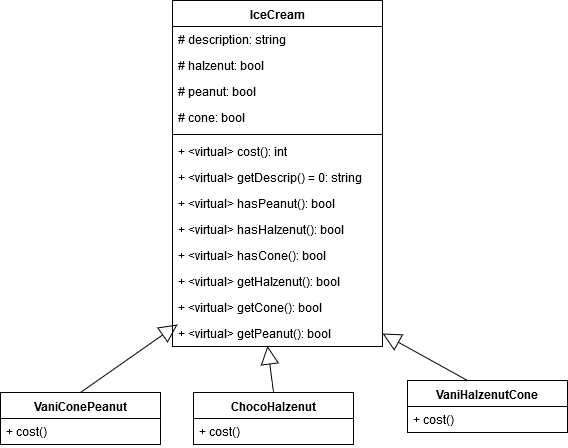 IceCream
# description: string
# halzenut: bool
# peanut: bool
# cone: bool
+ <virtual> cost(): int
+ <virtual> getDescrip() = 0: string
+ <virtual> hasPeanut(): bool
+ <virtual> hasHalzenut(): bool
+ <virtual> hasCone(): bool
+ <virtual> getHalzenut(): bool
+ <virtual> getCone(): bool
+ <virtual> getPeanut(): bool
VaniConePeanut
+ cost()
ChocoHalzenut
+ cost()
VaniHalzenutCone
+ cost()